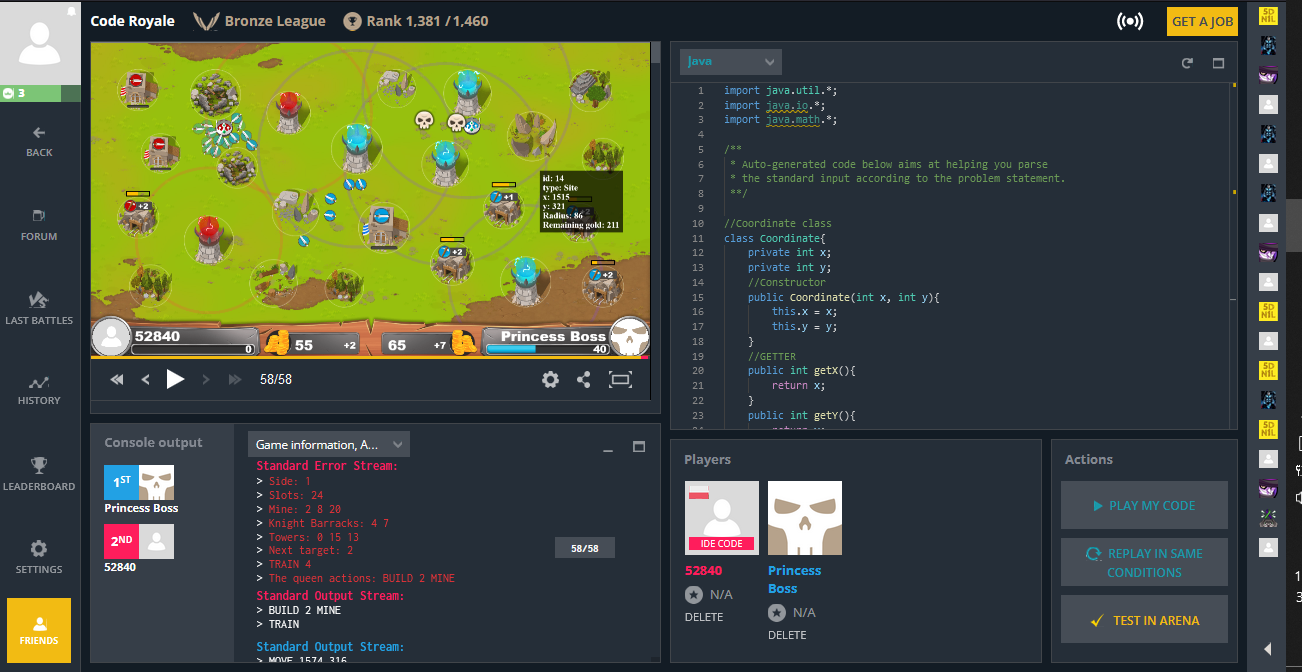 Code Royale
Bronze League
Rank 1,381 / 1,460
GET A JOB
3
BACK
FORUM
LAST BATTLES
HISTORY
LEADERBOARD
SETTINGS
FRIENDS
+2
+1
+2
+2
id: 14
type: Site
x: 1515
y: 321
Radius: 86
Remaining gold: 211
52840
0
55
+2
65
+7
Princess Boss
40
58/58
Java
1 import java.util.*;
2 import java.io.*;
3 import java.math.*;
4
5 /**
6 * Auto-generated code below aims at helping you parse
7 * the standard input according to the problem statement.
8 **/
9
10 //Coordinate class
11 class Coordinate{
12 private int x;
13 private int y;
14 //Constructor
15 public Coordinate(int x, int y){
16 this.x = x;
17 this.y = y;
18 }
19 //GETTER
20 public int getX(){
21 return x;
22 }
23 public int getY(){
Console output
1ST
Princess Boss
2ND
52840
Game information, A...
Standard Error Stream:
> Side: 1
> Slots: 24
> Mine: 2 8 20
> Knight Barracks: 4 7
> Towers: 0 15 13
> Next target: 2
> TRAIN 4
> The queen actions: BUILD 2 MINE
Standard Output Stream:
> BUILD 2 MINE
> TRAIN
Standard Output Stream:
> MOVE 1574 316
58/58
Players
IDE CODE
52840
N/A
DELETE
Princess
Boss
N/A
DELETE
Actions
PLAY MY CODE
REPLAY IN SAME
CONDITIONS
TEST IN ARENA